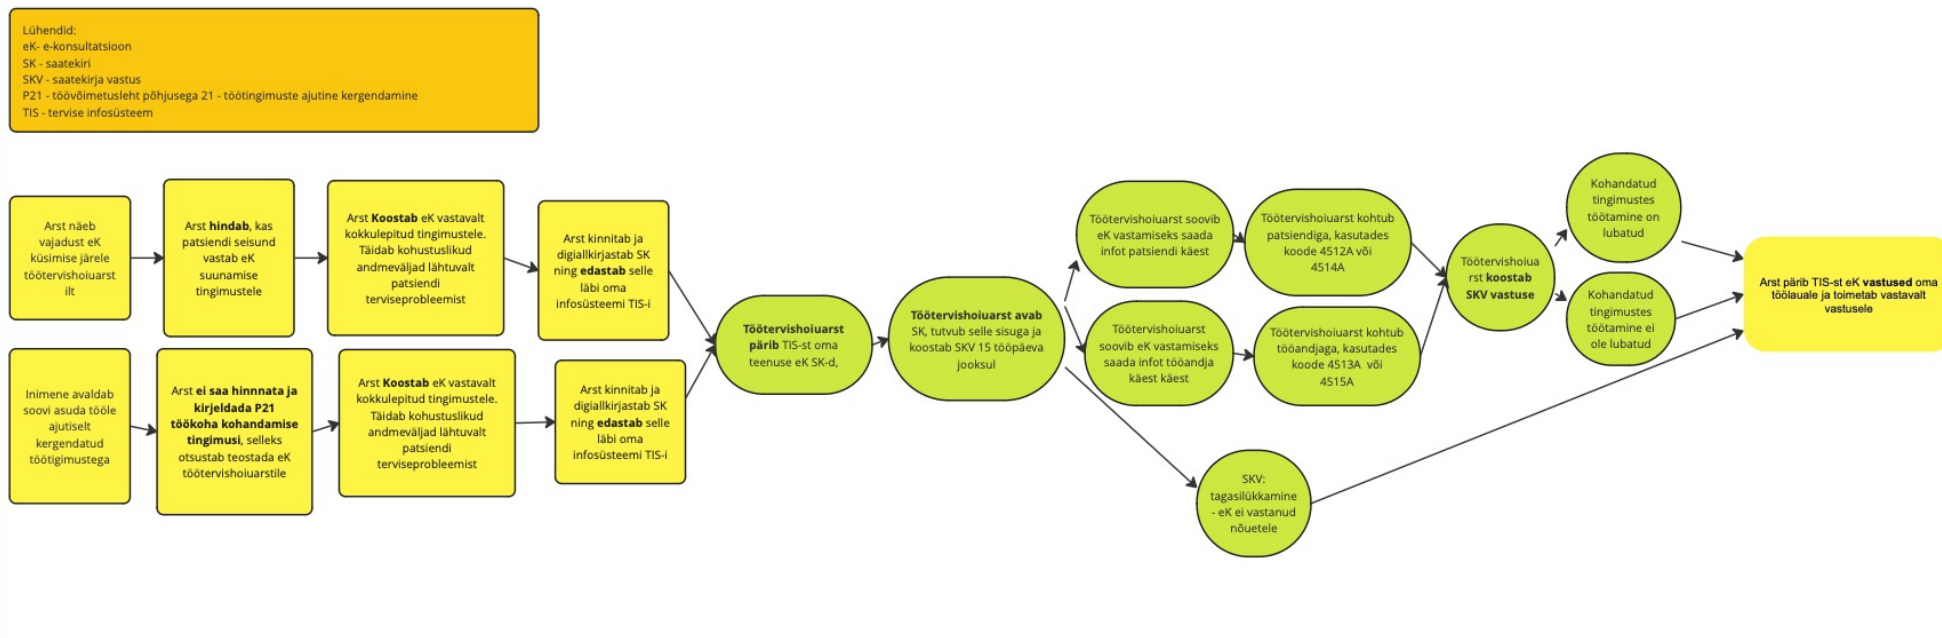 Lühendid:
eK- e-konsultatsioon
SK - saatekiri
SKV - saatekirja vastus
P21 - töövõimetusleht põhjusega 21 - töötingimuste ajutine kergendamine
TIS - tervise infosüsteem
Arst näeb
vajadust eK
küsimise järele
töötervishoiuarst
ilt
Arst hindab, kas
patsiendi seisund
vastab eK
suunamise
tingimustele
Arst Koostab eK vastavalt
kokkulepitud tingimustele.
Täidab kohustuslikud
andmeväljad lähtuvalt
patsiendi
terviseprobleemist
Arst kinnitab ja
digiallkirjastab SK
ning edastab selle
läbi oma
infosüsteemi TIS-i
Inimene avaldab
soovi asuda tööle
ajutiselt
kergendatud
töötigimustega
Arst ei saa hinnnata ja
kirjeldada P21
töökoha kohandamise
tingimusi, selleks
otsustab teostada eK
töötervishoiuarstile
Arst Koostab eK vastavalt
kokkulepitud tingimustele.
Täidab kohustuslikud
andmeväljad lähtuvalt
patsiendi
terviseprobleemist
Arst kinnitab ja
digiallkirjastab SK
ning edastab selle
läbi oma
infosüsteemi TIS-i
Töötervishoiuarst
pärib TIS-st oma
teenuse eK SK-d,
Töötervishoiuarst avab
SK, tutvub selle sisuga ja
koostab SKV 15 tööpäeva
jooksul
Töötervishoiuarst soovib
eK vastamiseks saada
infot patsiendi käest
Töötervishoiuarst kohtub
patsiendiga, kasutades
koode 4512A või
4514A
Töötervishoiuarst
soovib eK vastamiseks
saada infot tööandja
käest käest
Töötervishoiuarst kohtub
tööandjaga, kasutades
koode 4513A või
4515A
Töötervishoiua
rst koostab
SKV vastuse
Kohandatud
tingimustes
töötamine on
lubatud
Kohandatud
tingimustes
töötamine ei
ole lubatud
SKV:
tagasilükkamine
- eK ei vastanud
nõuetele
Arst pärib TIS-st eK vastused oma
töölauale ja toimetab vastavalt
vastusele